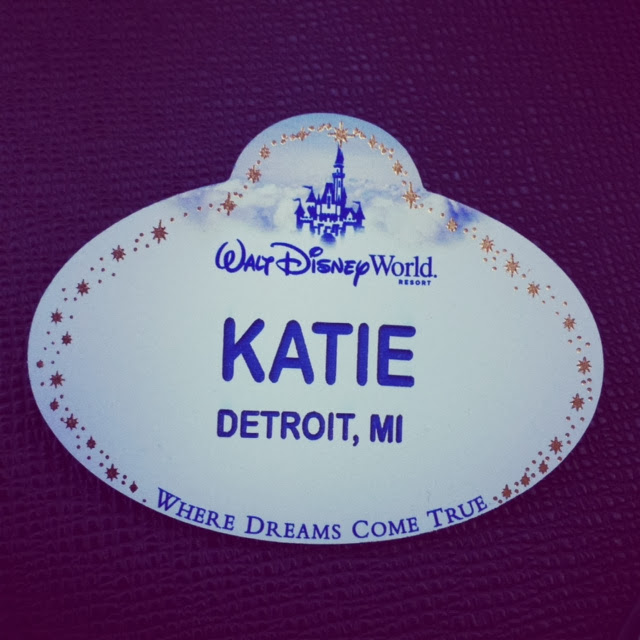 Walt Disney World.
RESORT
KATIE
DETROIT, MI
WHERE DREAMS COME TRUE